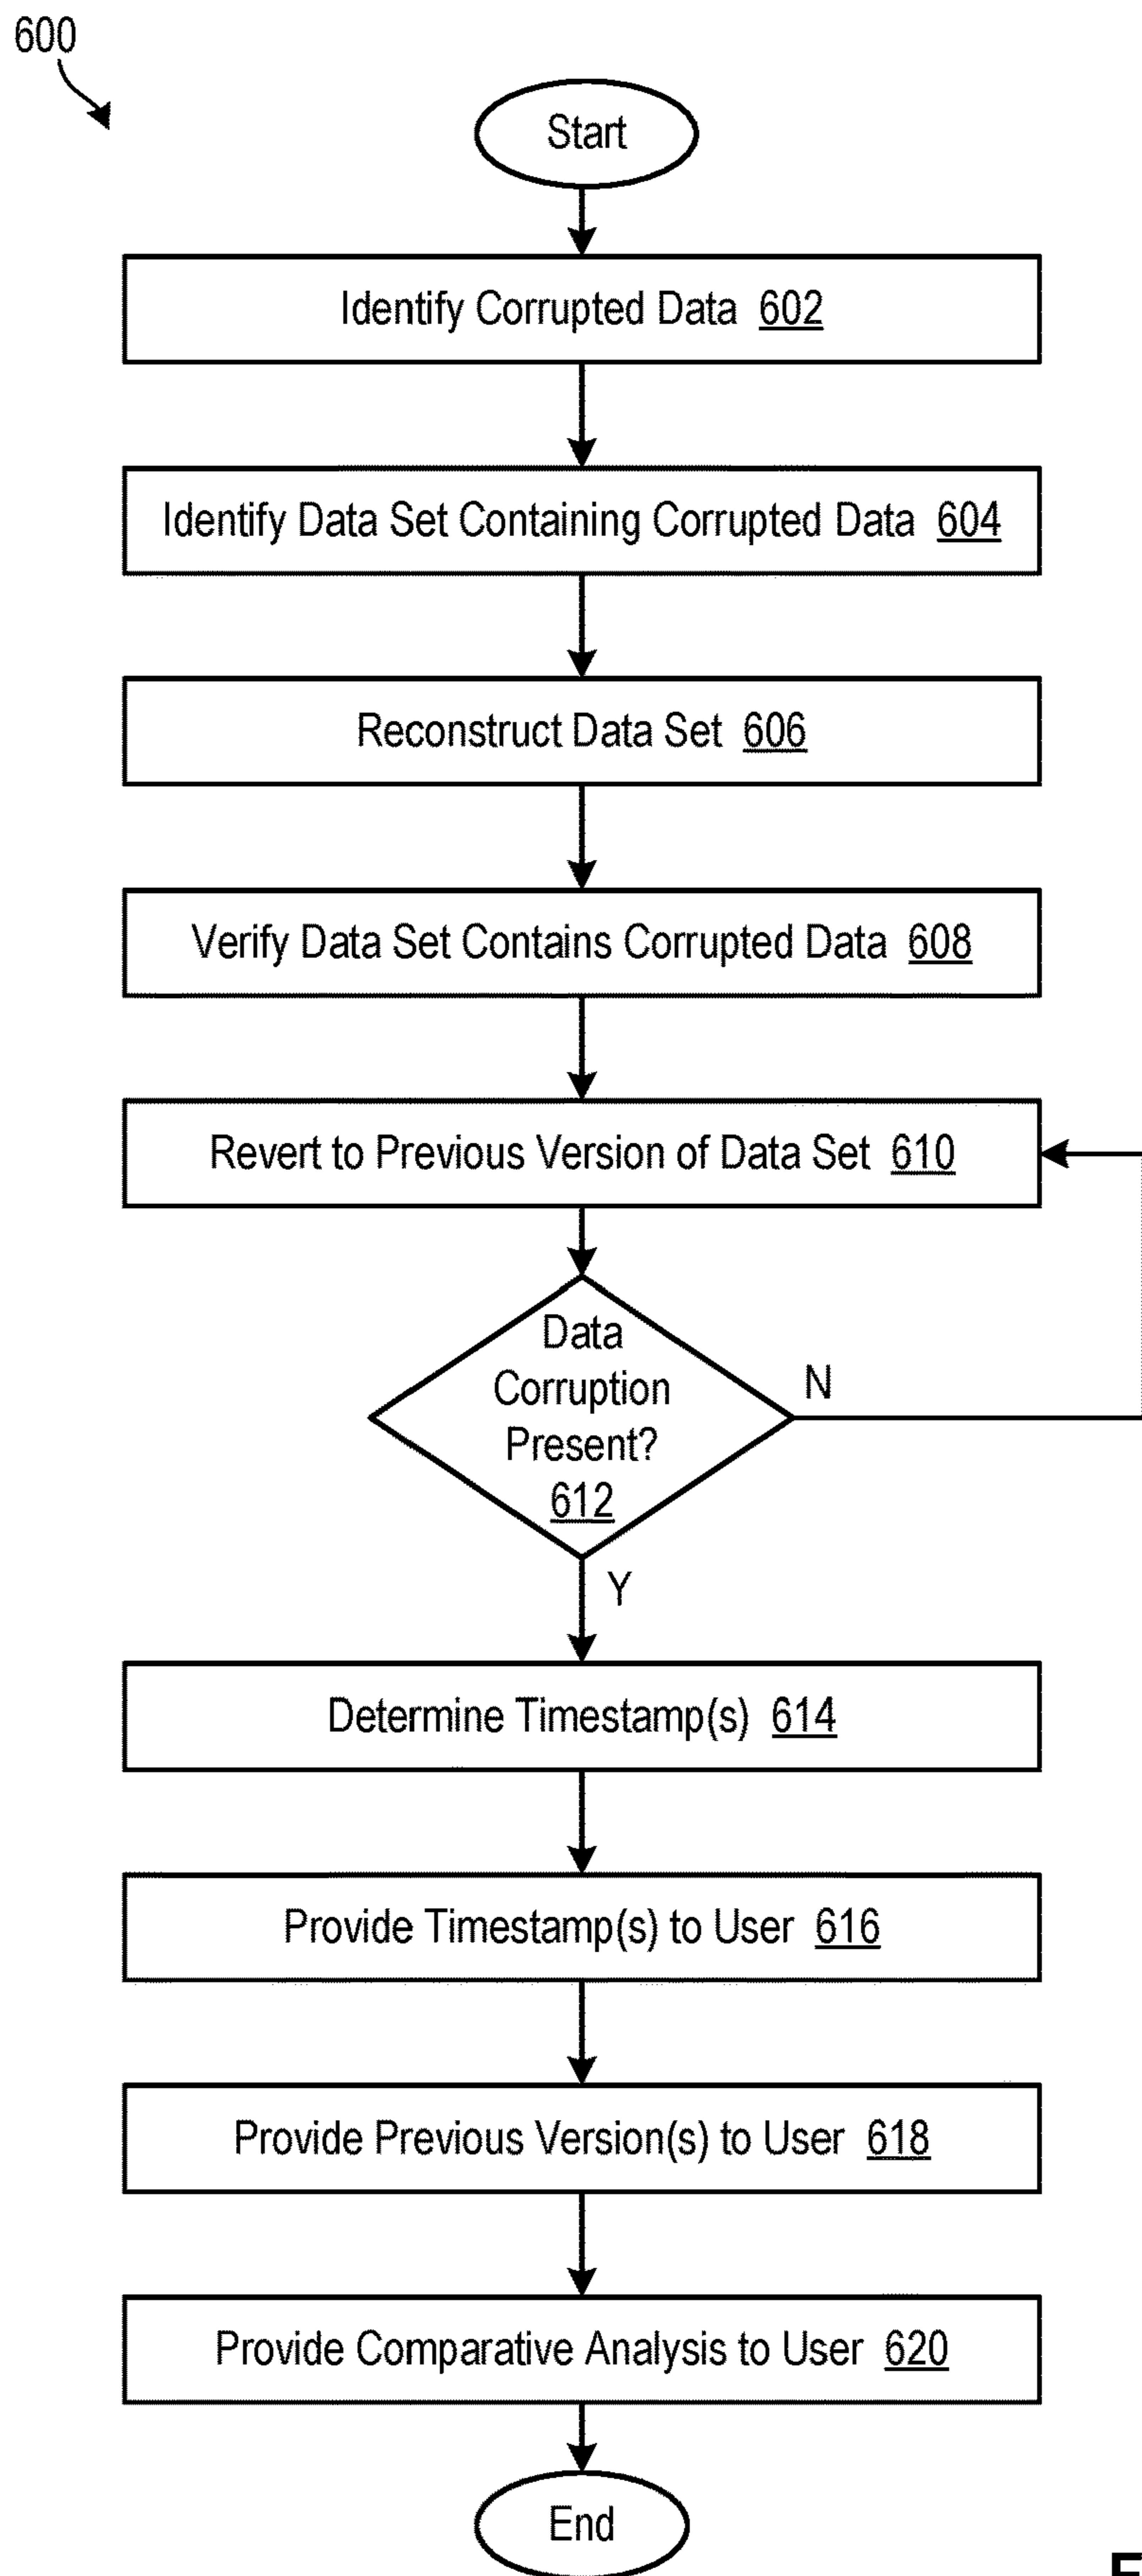 600
Start
Identify Corrupted Data 602
Identify Data Set Containing Corrupted Data 604
Reconstruct Data Set 606
Verify Data Set Contains Corrupted Data 608
Revert to Previous Version of Data Set 610
Data
Corruption
Present?
612
N
Y
Determine Timestamp(s) 614
Provide Timestamp(s) to User 616
Provide Previous Version(s) to User 618
Provide Comparative Analysis to User 620
End